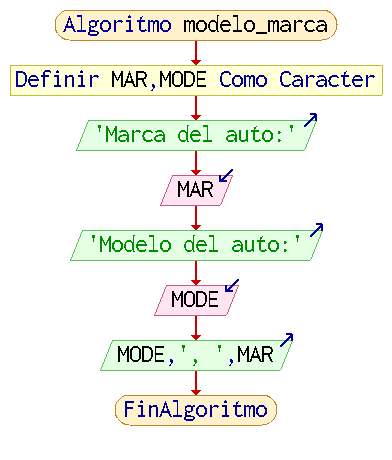 Algoritmo modelo_marca
Definir MAR,MODE Como Caracter
'Marca del auto:'
MAR
'Modelo del auto:'
MODE
MODE,', ',MAR
FinAlgoritmo